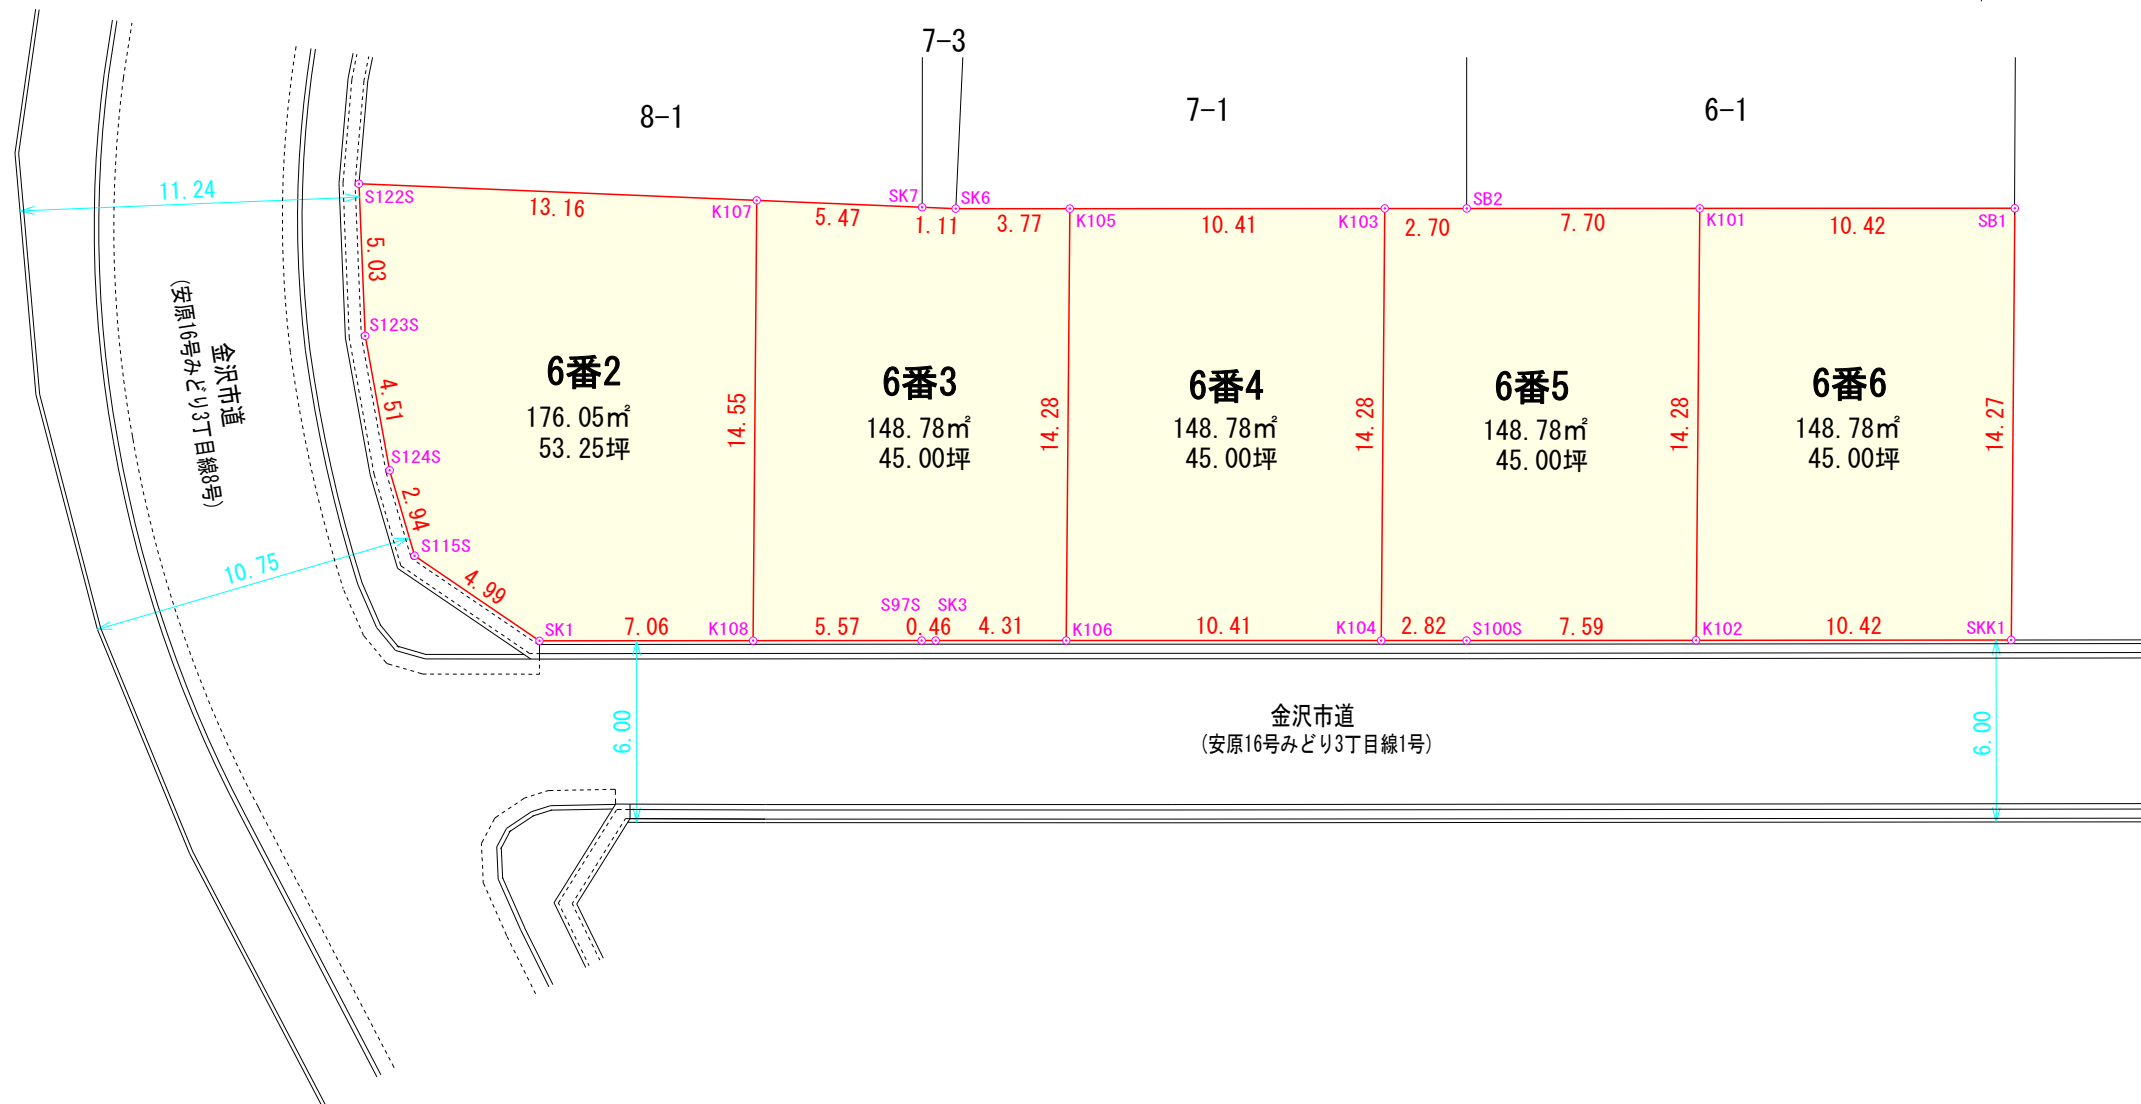 7-3
8-1
7-1
6-1
11.24
S122S
13.16
K107
5.47
SK7
1.11
SK6
3.77
K105
10.41
K103
2.70
SB2
7.70
K101
10.42
SB1
5.03
S123S
4.51
S124S
2.94
S115S
4.99
10.75
金沢市道
(安原16号みどり3丁目線8号)
6番2
176.05㎡
53.25坪
14.55
6番3
148.78㎡
45.00坪
14.28
6番4
148.78㎡
45.00坪
14.28
6番5
148.78㎡
45.00坪
14.28
6番6
148.78㎡
45.00坪
14.27
SK1
7.06
K108
5.57
S97S
0.46
SK3
4.31
K106
10.41
K104
2.82
S100S
7.59
K102
10.42
SKK1
6.00
金沢市道
(安原16号みどり3丁目線1号)
6.00